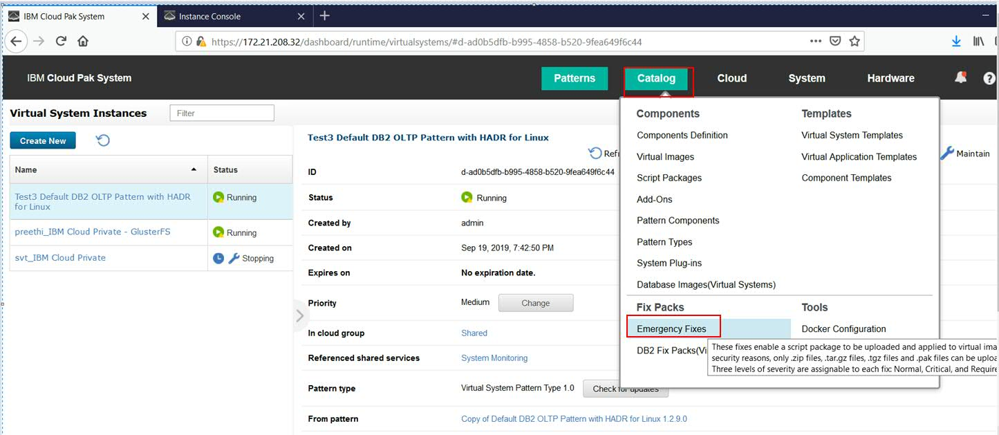 IBM Cloud Pak System
Instance Console
https://172.21.208.32/dashboard/runtime/virtualsystems/#d-ad0b5dfb-b995-4858-b520-9fea649f6c44
IBM Cloud Pak System
Patterns
Catalog
Cloud
System
Hardware
Virtual System Instances
Filter
Create New
Name
Status
Test3 Default DB2 OLTP Pattern with HADR
for Linux
Running
preethi_IBM Cloud Private - GlusterFS
Running
svt_IBM Cloud Private
Stopping
Test3 Default DB2 OLTP Pattern with HADR for Linux
Refr
Maintain
ID
d-ad0b5dfb-b995-4858-b520-9fea649f6c44
Status
Running
Created by
admin
Created on
Sep 19, 2019, 7:42:50 PM
Expires on
No expiration date.
Priority
Medium
Change
In cloud group
Shared
Referenced shared services
System Monitoring
Pattern type
Virtual System Pattern Type 1.0
Check for updates
From pattern
Copy of Default DB2 OLTP Pattern with HADR for Linux 1.2.9.0
Components
Components Definition
Virtual Images
Script Packages
Add-Ons
Pattern Components
Pattern Types
System Plug-ins
Database Images(Virtual Systems)
Templates
Virtual System Templates
Virtual Application Templates
Component Templates
Fix Packs
Emergency Fixes
DB2 Fix Packs(Vi
Tools
Docker Configuration
These fixes enable a script package to be uploaded and applied to virtual ima
security reasons, only .zip files, .tar.gz files, .tgz files and .pak files can be uploa
Three levels of severity are assignable to each fix: Normal, Critical, and Require